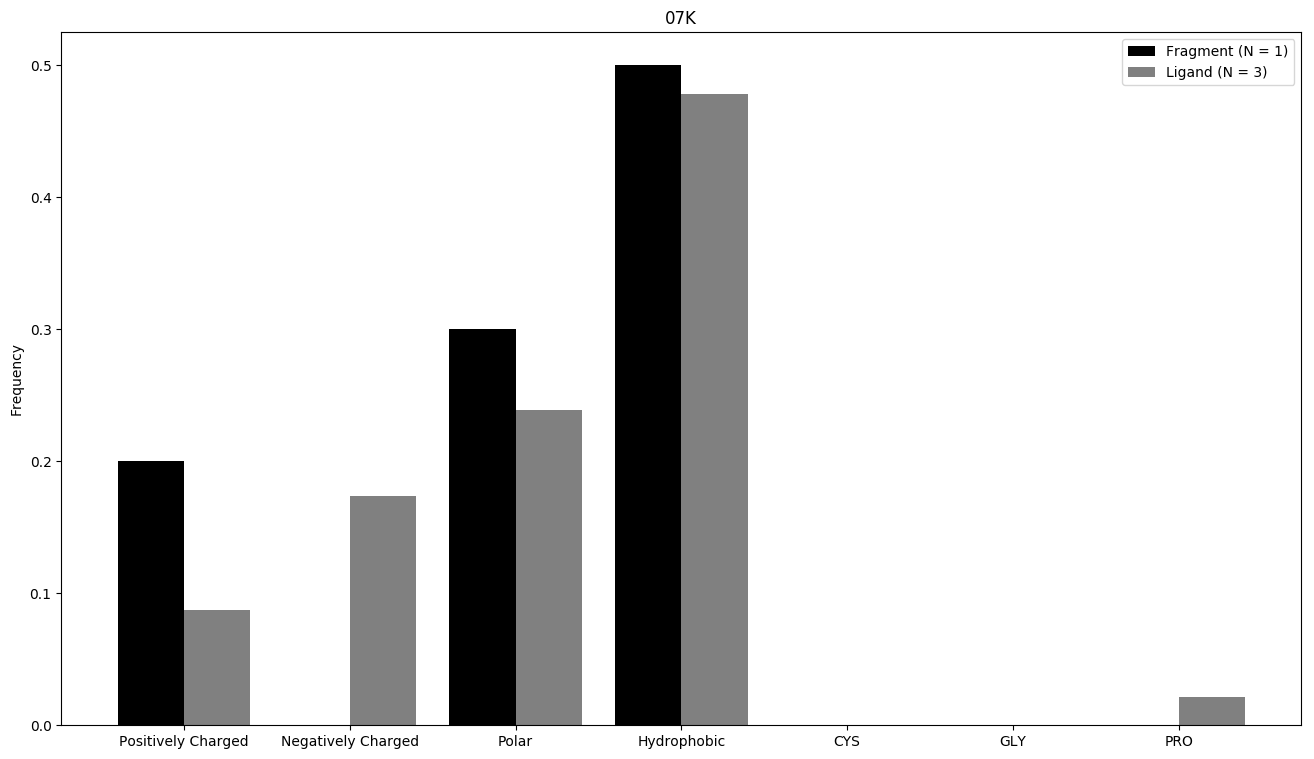 07K
Fragment (N = 1)
Ligand (N = 3)
Frequency
0.5
0.4
0.3
0.2
0.1
0.0
Positively Charged
Negatively Charged
Polar
Hydrophobic
CYS
GLY
PRO